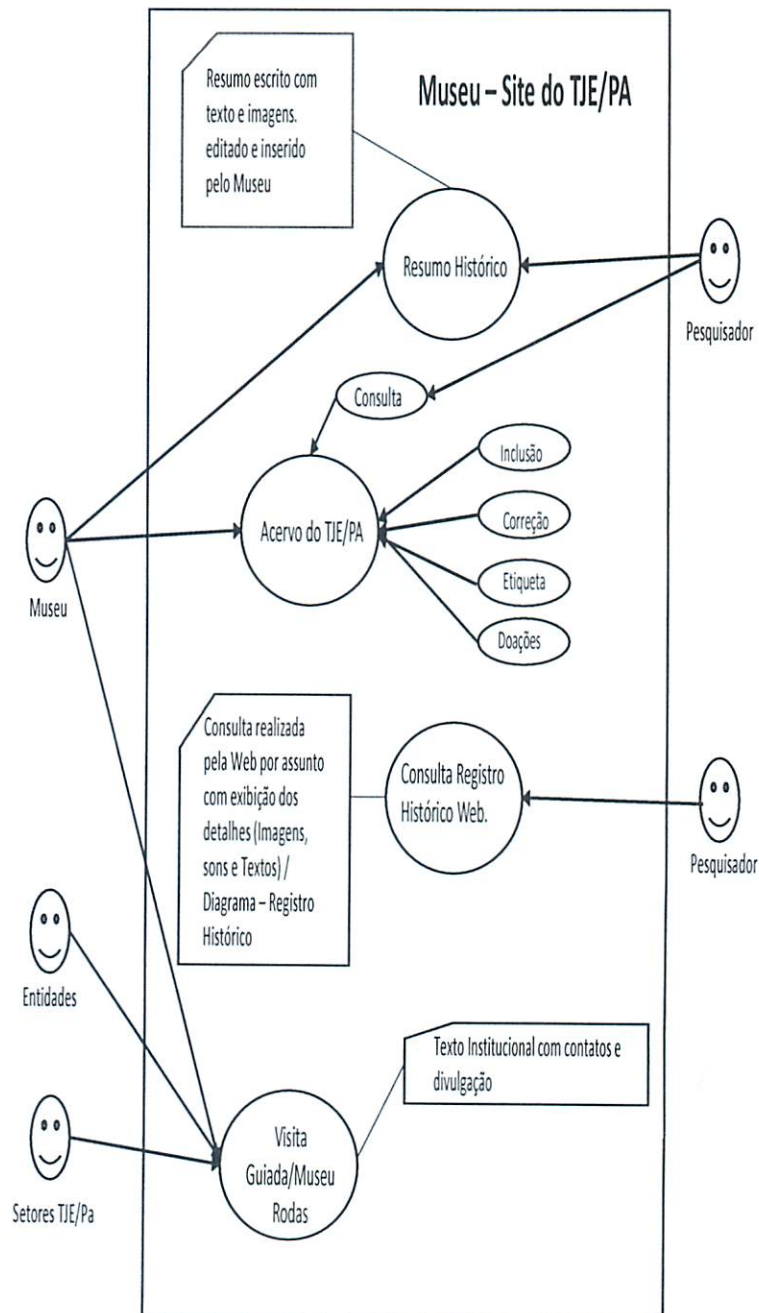 Resumo escrito com
texto e imagens.
editado e inserido
pelo Museu
Museu – Site do TJE/PA
Resumo Histórico
Pesquisador
Consulta
Inclusão
Acervo do TJE/PA
Correção
Etiqueta
Doações
Museu
Consulta realizada
pela Web por assunto
com exibição dos
detalhes (Imagens,
sons e Textos) /
Diagrama – Registro
Histórico
Consulta Registro
Histórico Web.
Pesquisador
Entidades
Texto Institucional com contatos e
divulgação
Visita
Guiada/Museu
Rodas
Setores TJE/Pa